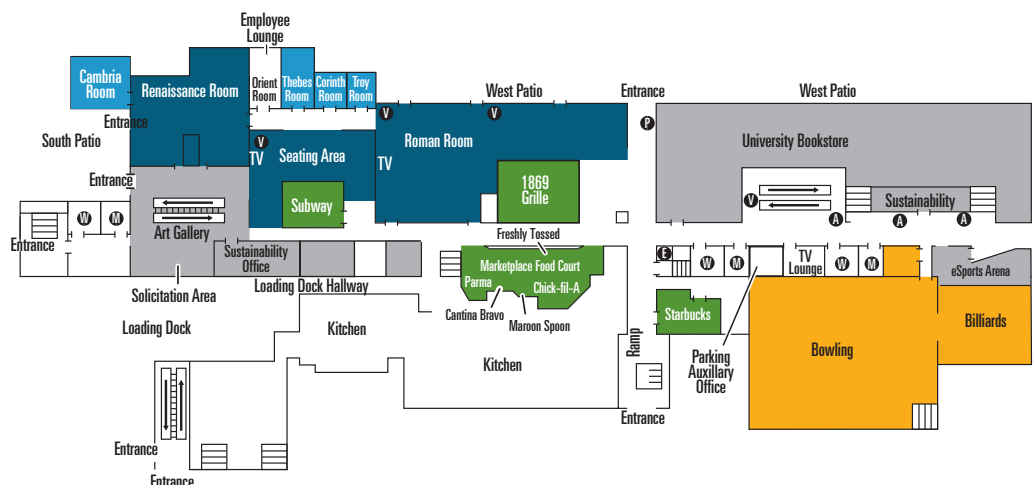 Employee
Lounge
Cambria
Room
Renaissance Room
Orient
Room
Thebes
Room
Corinth
Room
Troy
Room
West Patio
Entrance
West Patio
Entrance
South Patio
V
TV
Seating Area
V
TV
Roman Room
V
P
University Bookstore
Entrance
Subway
1869
Grille
V
Sustainability
A
A
A
W
M
Entrance
Art Gallery
Freshly Tossed
Sustainability
Office
Marketplace Food Court
E
W
M
TV
Lounge
W
M
eSports Arena
Solicitation Area
Loading Dock Hallway
Parma
Chick-fil-A
Cantina Bravo
Maroon Spoon
Starbucks
Loading Dock
Kitchen
Kitchen
Ramp
Parking
Auxillary
Office
Bowling
Billiards
Entrance
Entrance
Entrance